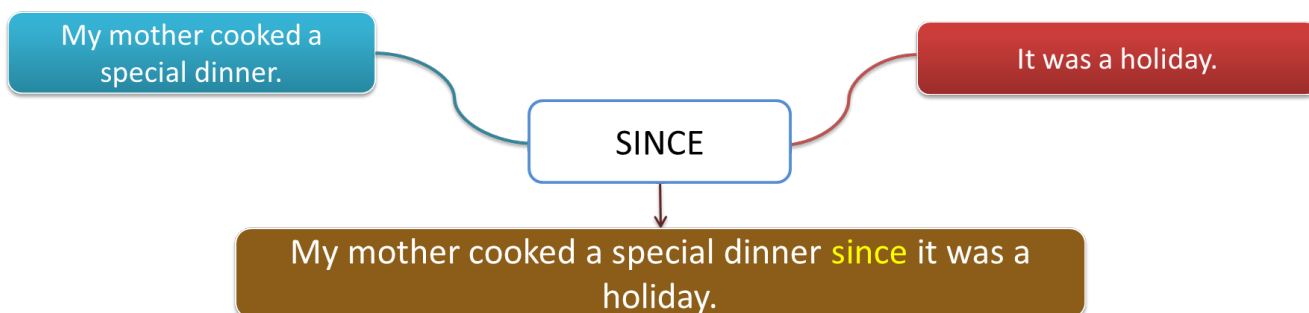 My mother cooked a
special dinner.
It was a holiday.
SINCE
My mother cooked a special dinner since it was a
holiday.